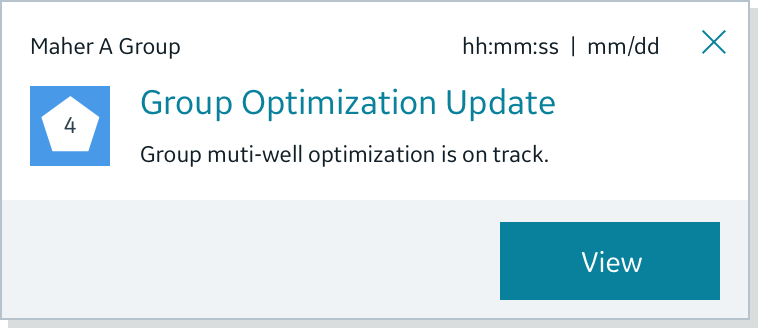 Maher A Group
hh:mm:ss | mm/dd
4
Group Optimization Update
Group muti-well optimization is on track.
View